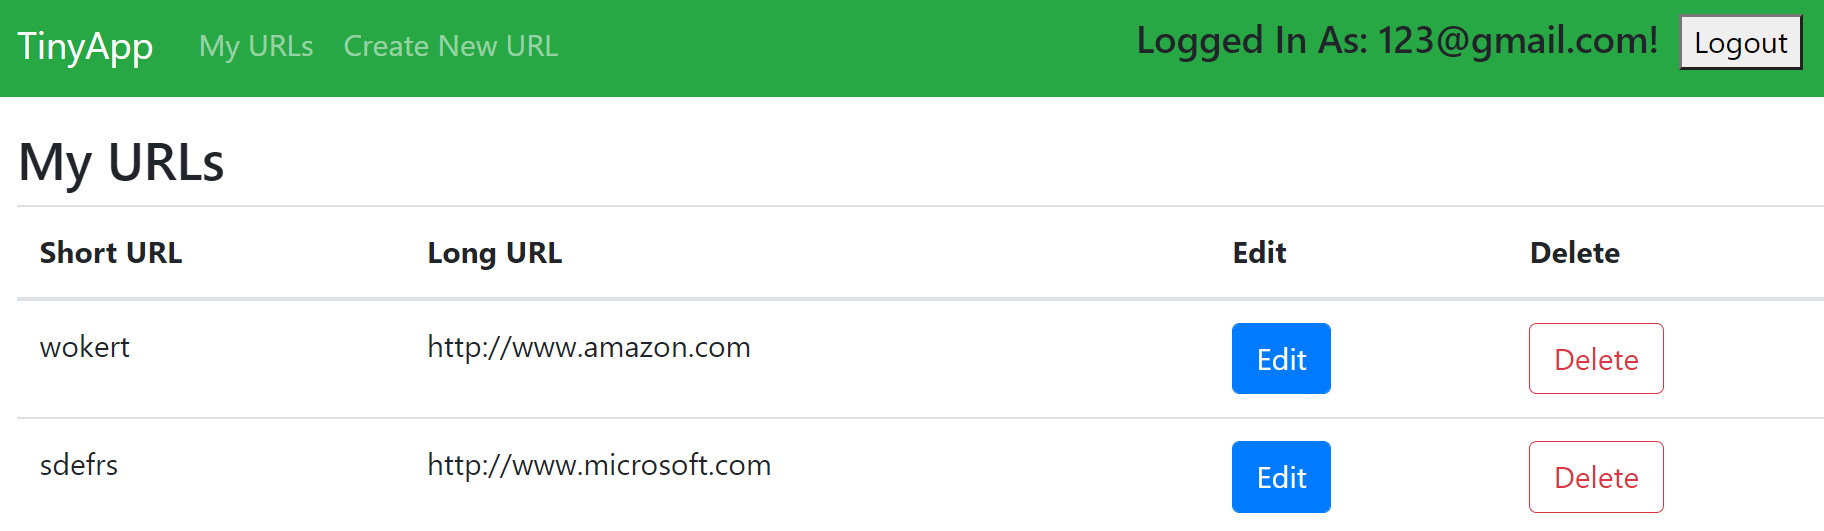 TinyApp My URLs Create New URL Logged In As: 123@gmail.com! Logout
My URLs
Short URL Long URL Edit Delete
wokert http://www.amazon.com Edit Delete
sdefrs http://www.microsoft.com Edit Delete